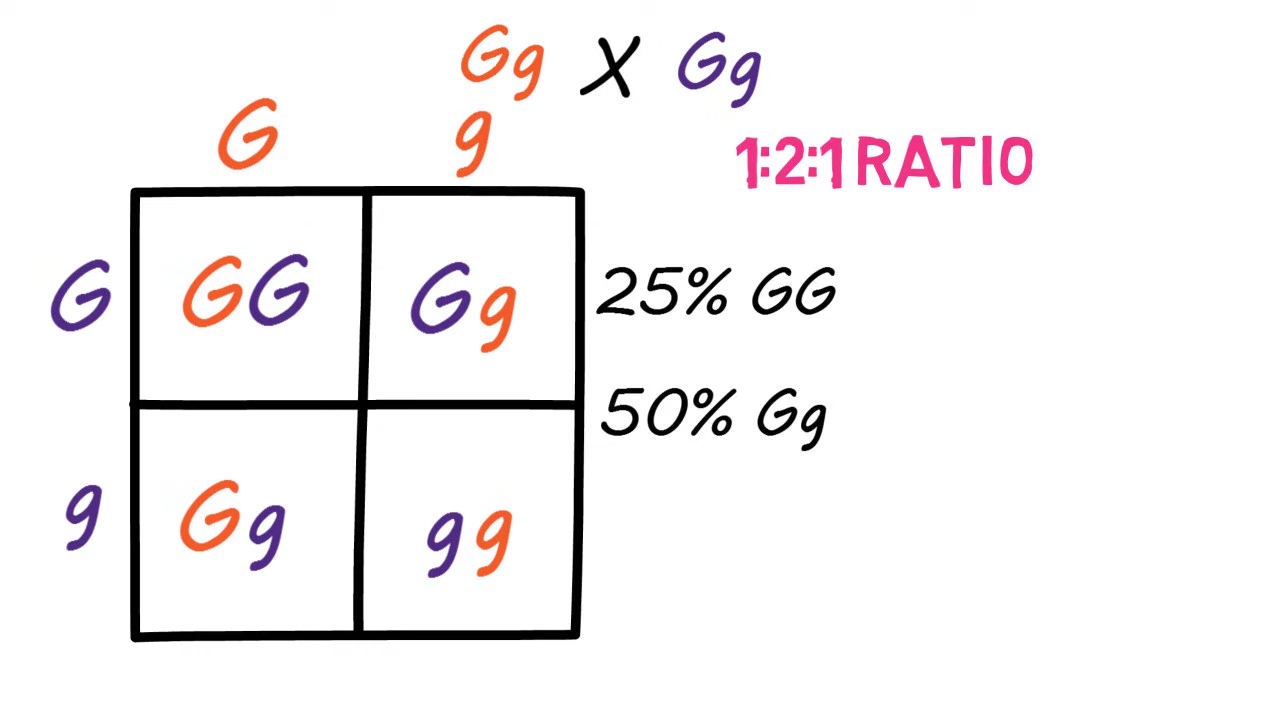 Gg X Gg
G g
1:2:1 RATIO
G GG Gg
25% GG
50% Gg
g Gg gg